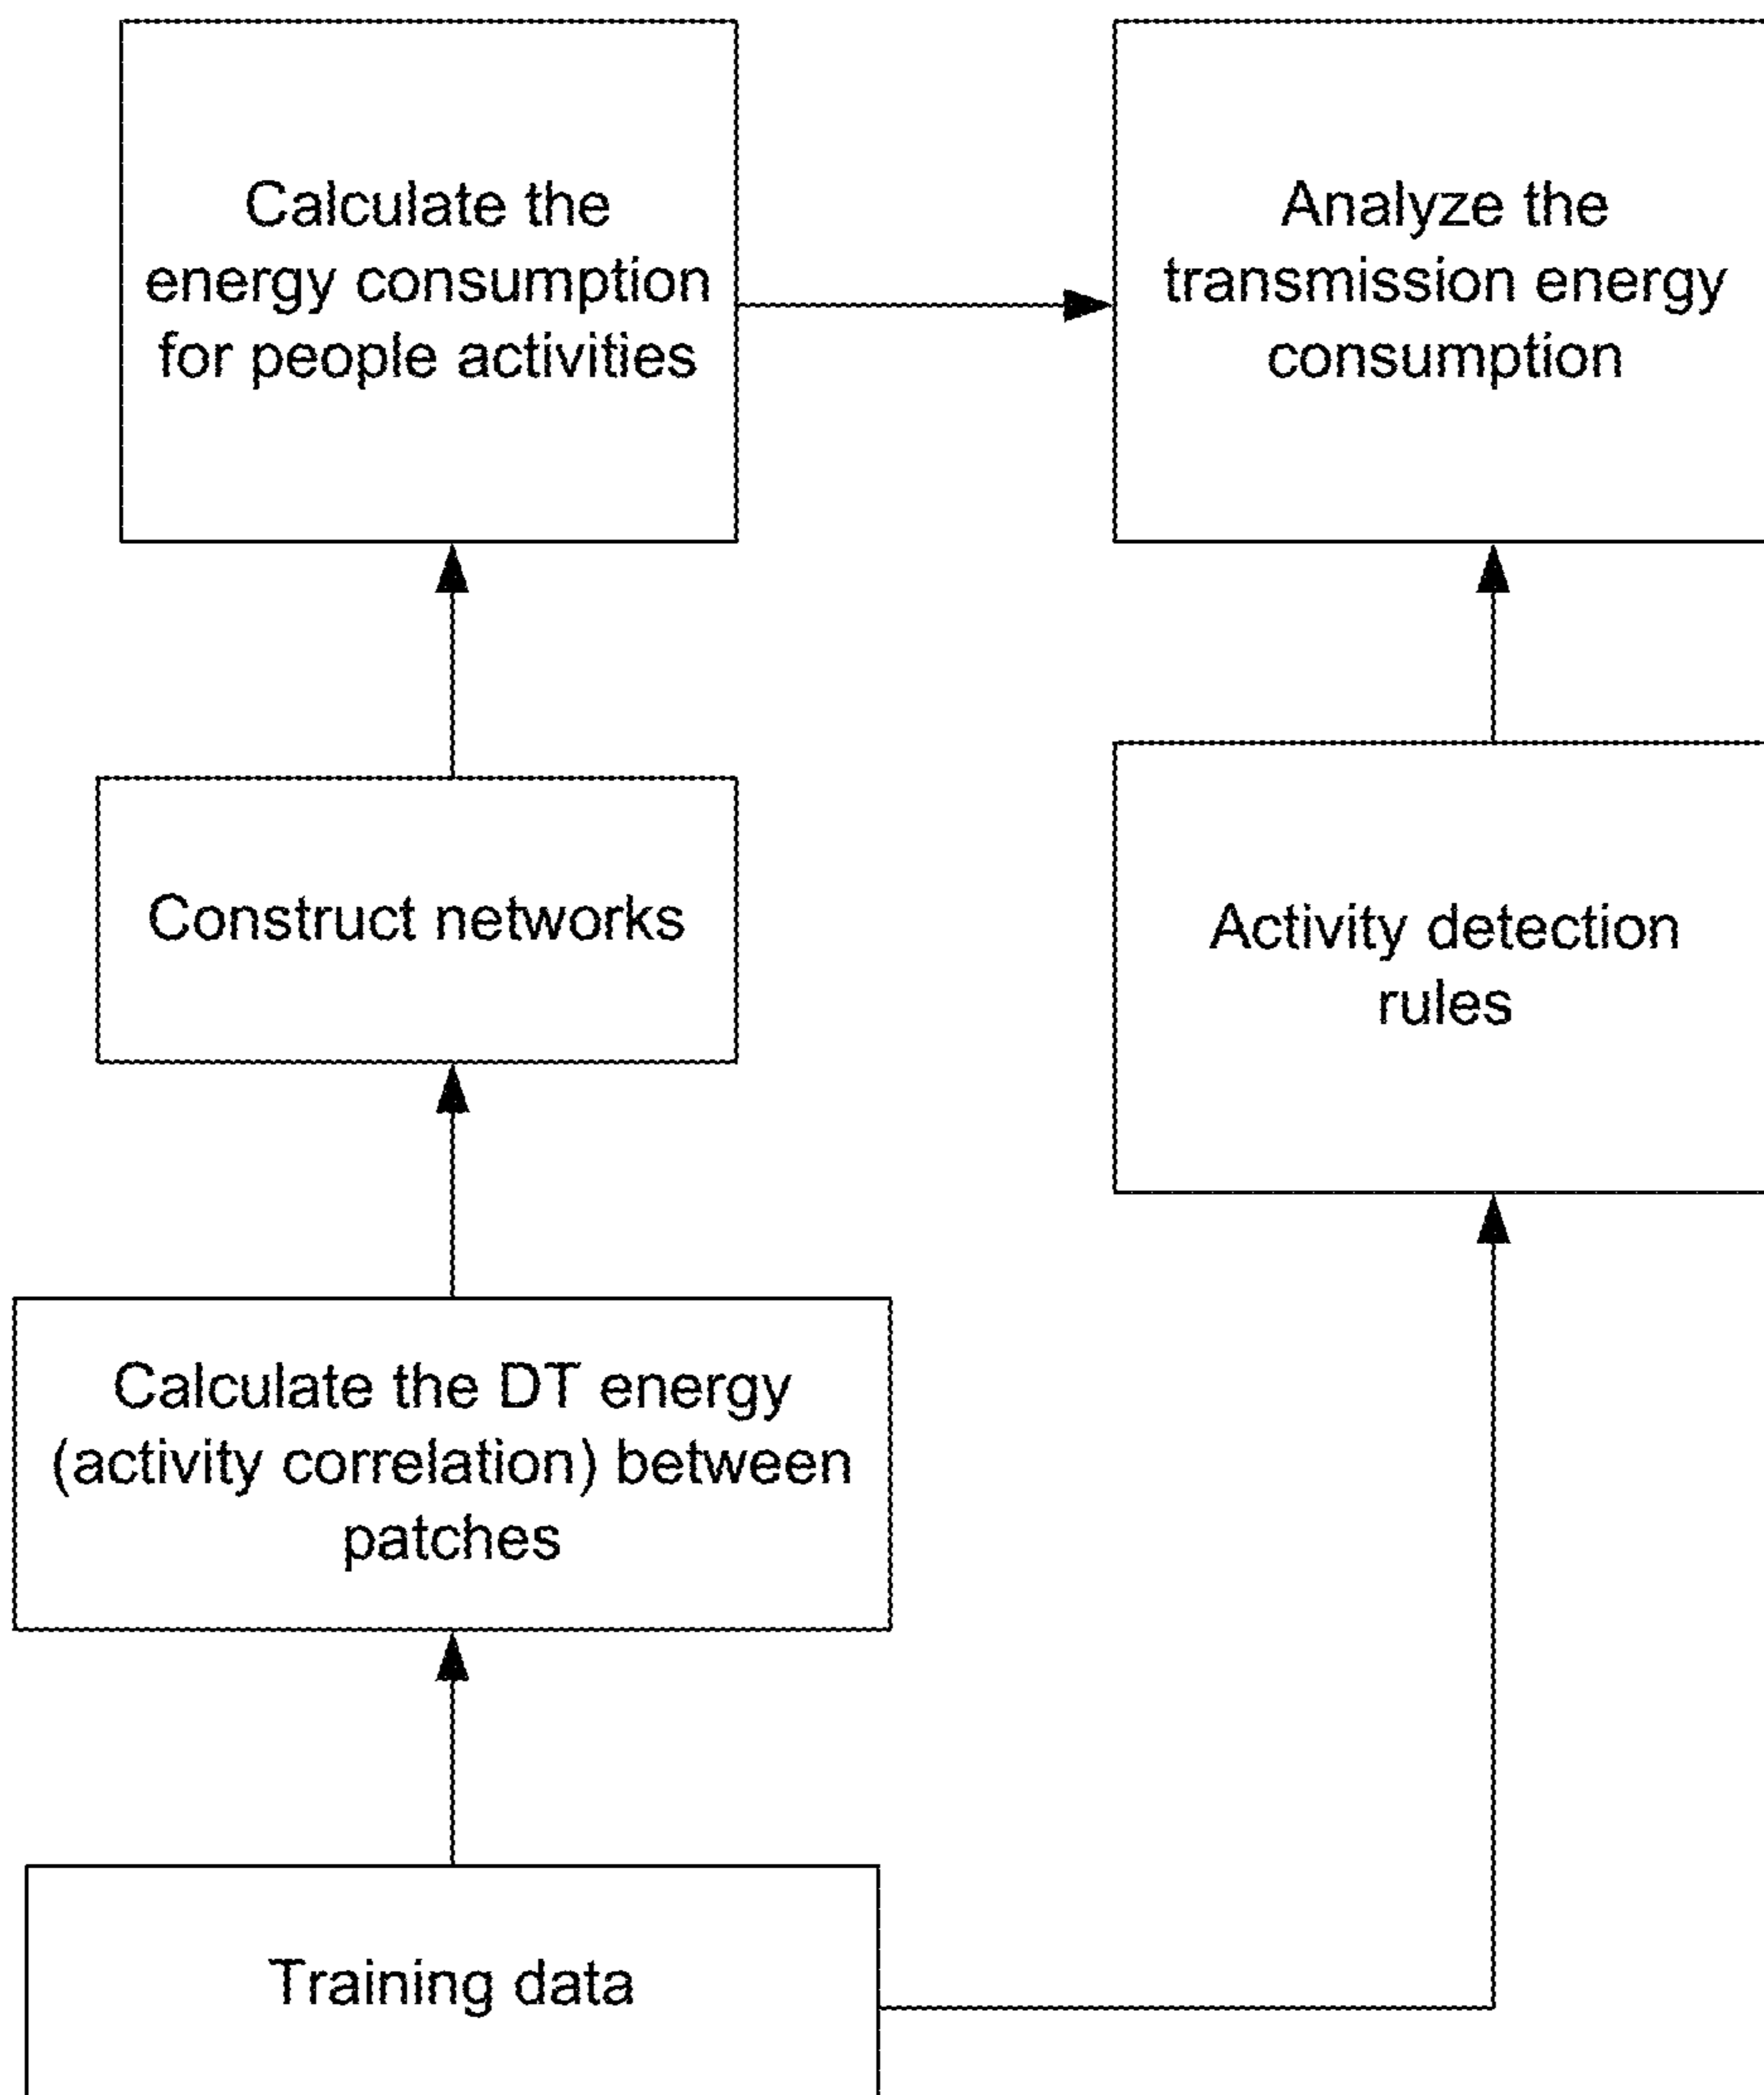 Calculate the
energy consumption
for people activities
Analyze the
transmission energy
consumption
Construct networks
Activity detection
rules
Calculate the DT energy
(activity correlation) between
patches
Training data